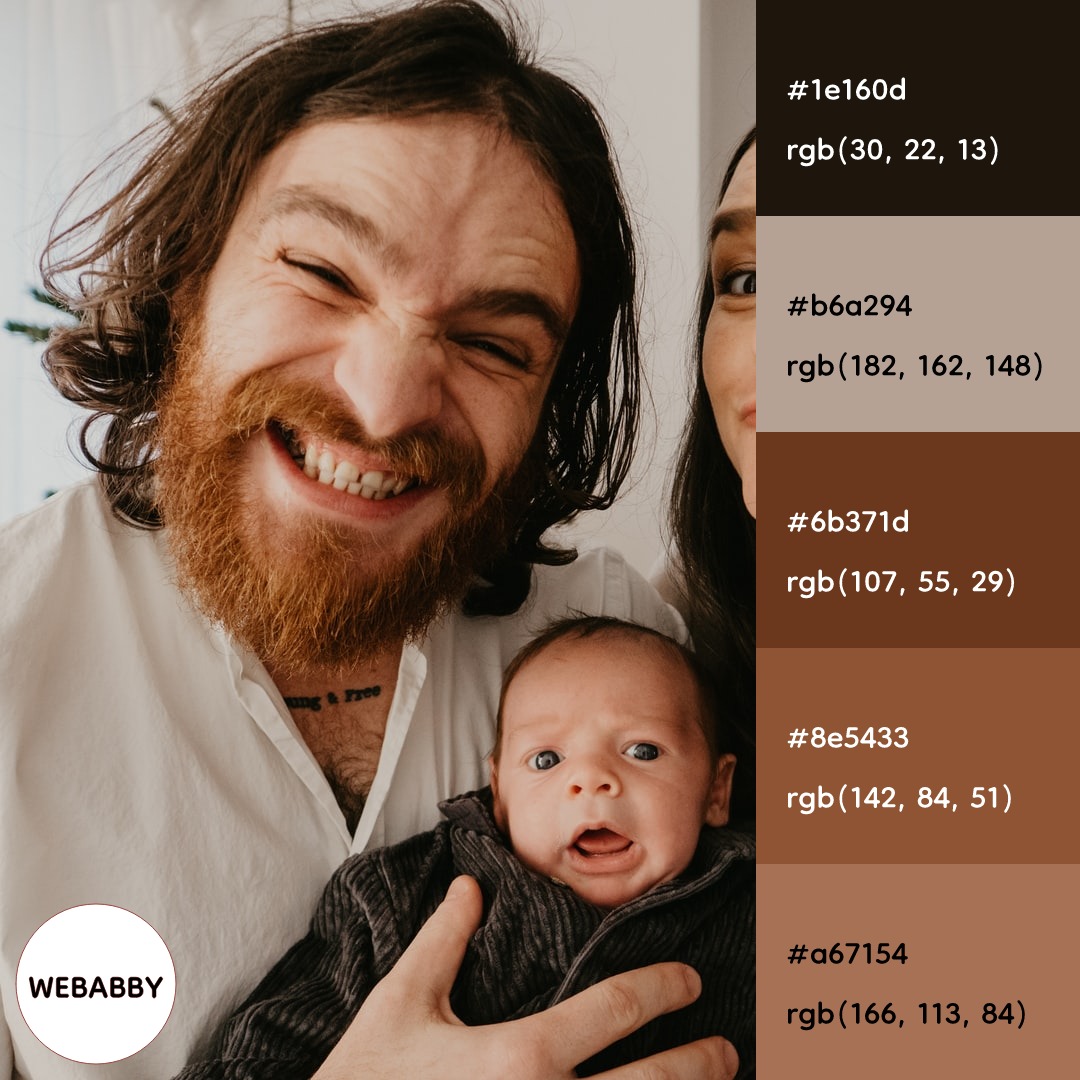 #1e160d
rgb(30, 22, 13)
#b6a294
rgb(182, 162, 148)
#6b371d
rgb(107, 55, 29)
#8e5433
rgb(142, 84, 51)
#a67154
rgb(166, 113, 84)
& Free
WEBABBY